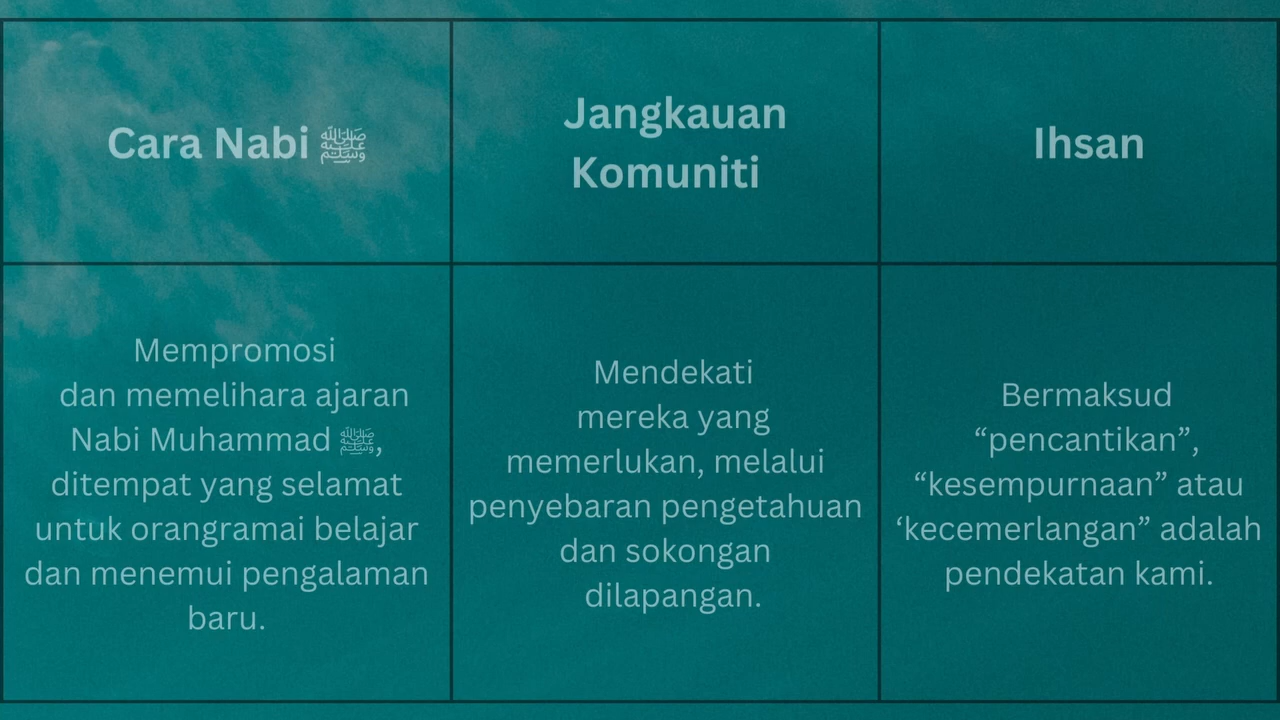 Cara Nabi ﷺ
Jangkauan
Komuniti
Ihsan
Mempromosi
dan memelihara ajaran
Nabi Muhammad ﷺ,
ditempat yang selamat
untuk orangramai belajar
dan menemui pengalaman
baru.
Mendekati
mereka yang
memerlukan, melalui
penyebaran pengetahuan
dan sokongan
dilapangan.
Bermaksud
“pencantikan”,
“kesempurnaan” atau
‘kecemerlangan” adalah
pendekatan kami.